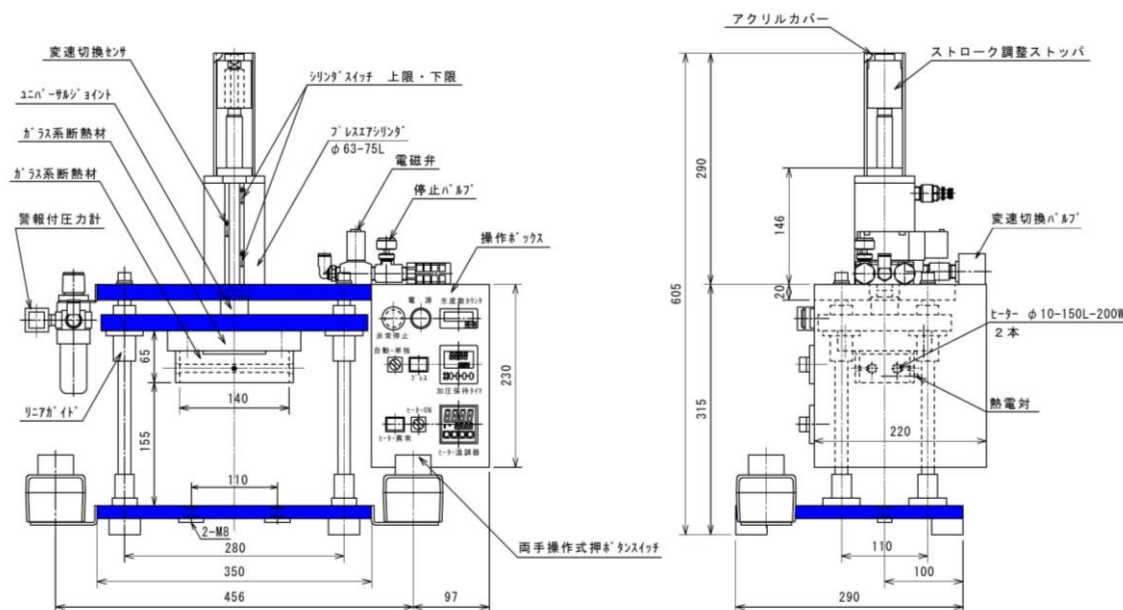 変速切換ｾﾝｻ
ﾕﾆﾊﾞｰｻﾙｼﾞｮｲﾝﾄ
ｶﾞﾗｽ系断熱材
ｶﾞﾗｽ系断熱材
警報付圧力計
ﾘﾆｱｶﾞｲﾄﾞ
ｼﾘﾝﾀﾞｽｲｯﾁ 上限・下限
ﾌﾟﾚｽｴｱｼﾘﾝﾀﾞ
φ63-75L
電磁弁
停止ﾊﾞﾙﾌﾞ
操作ﾎﾞｯｸｽ
電 源
生産数ｶｳﾝﾀ
非常停止
自動-単独
ﾌﾟﾚｽ
加圧保持ﾀｲﾏ
ﾋｰﾀｰON
ﾋｰﾀｰ異常
ﾋｰﾀｰ温調器
65
140
155
230
110
2-M8
280
350
456
97
両手操作式押ﾎﾞﾀﾝｽｲｯﾁ
アクリルカバー
ストローク調整ストッパ
605
290
146
20
315
変速切換ﾊﾞﾙﾌﾞ
ﾋｰﾀｰ φ10-150L-200W
2本
熱電対
220
110
100
290